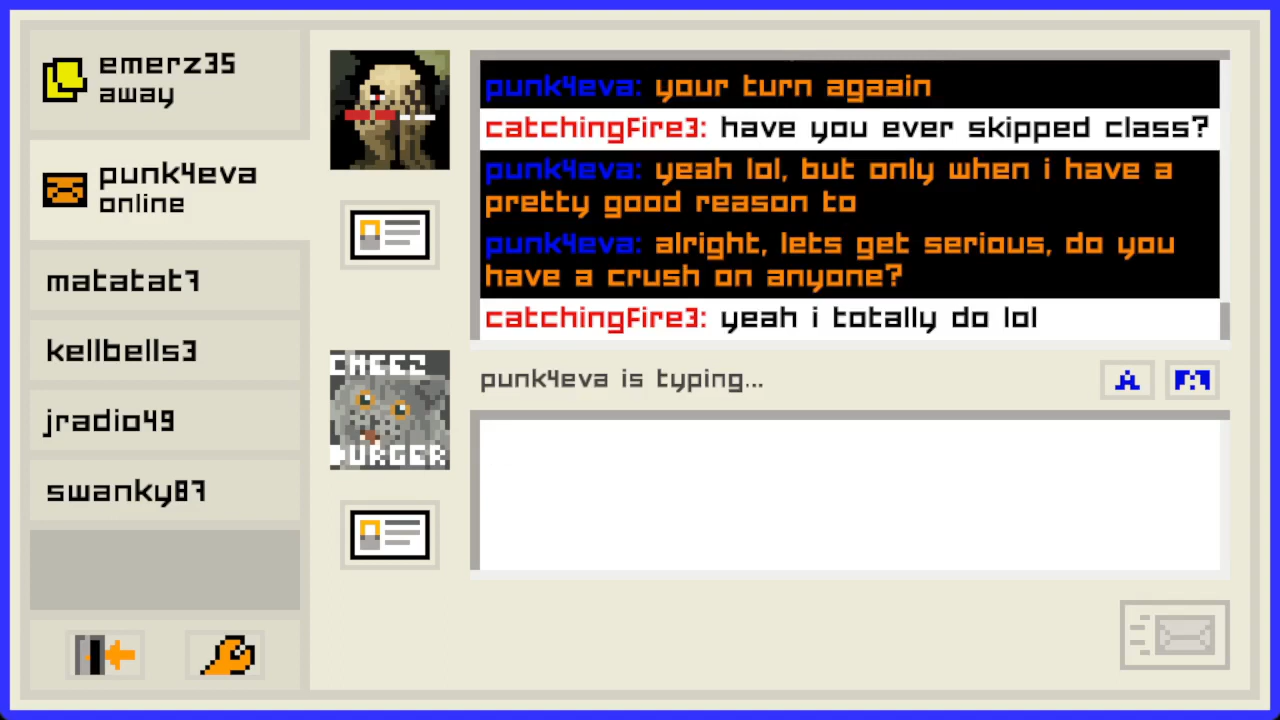 emerz35
away
punk4eva
online
matatat7
kellbells3
jradio49
swanky87
punk4eva: your turn agaain
catchingFire3: have you ever skipped class?
punk4eva: yeah lol, but only when i have a
pretty good reason to
punk4eva: alright, lets get serious, do you
have a crush on anyone?
catchingFire3: yeah i totally do lol
CHEEZ
BURGER
punk4eva is typing...
A
A